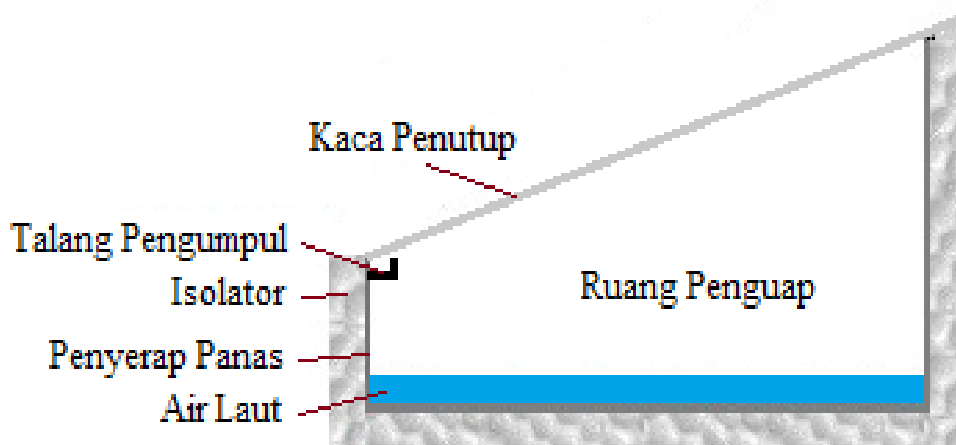 Kaca Penutup
Talang Pengumpul
Isolator
Ruang Penguap
Penyerap Panas
Air Laut